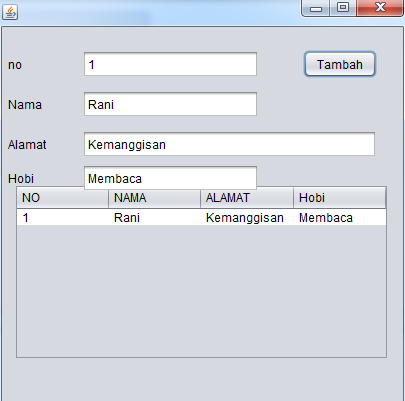 no 1 Tambah
Nama Rani
Alamat Kemanggisan
Hobi Membaca
NO NAMA ALAMAT Hobi
1 Rani Kemanggisan Membaca